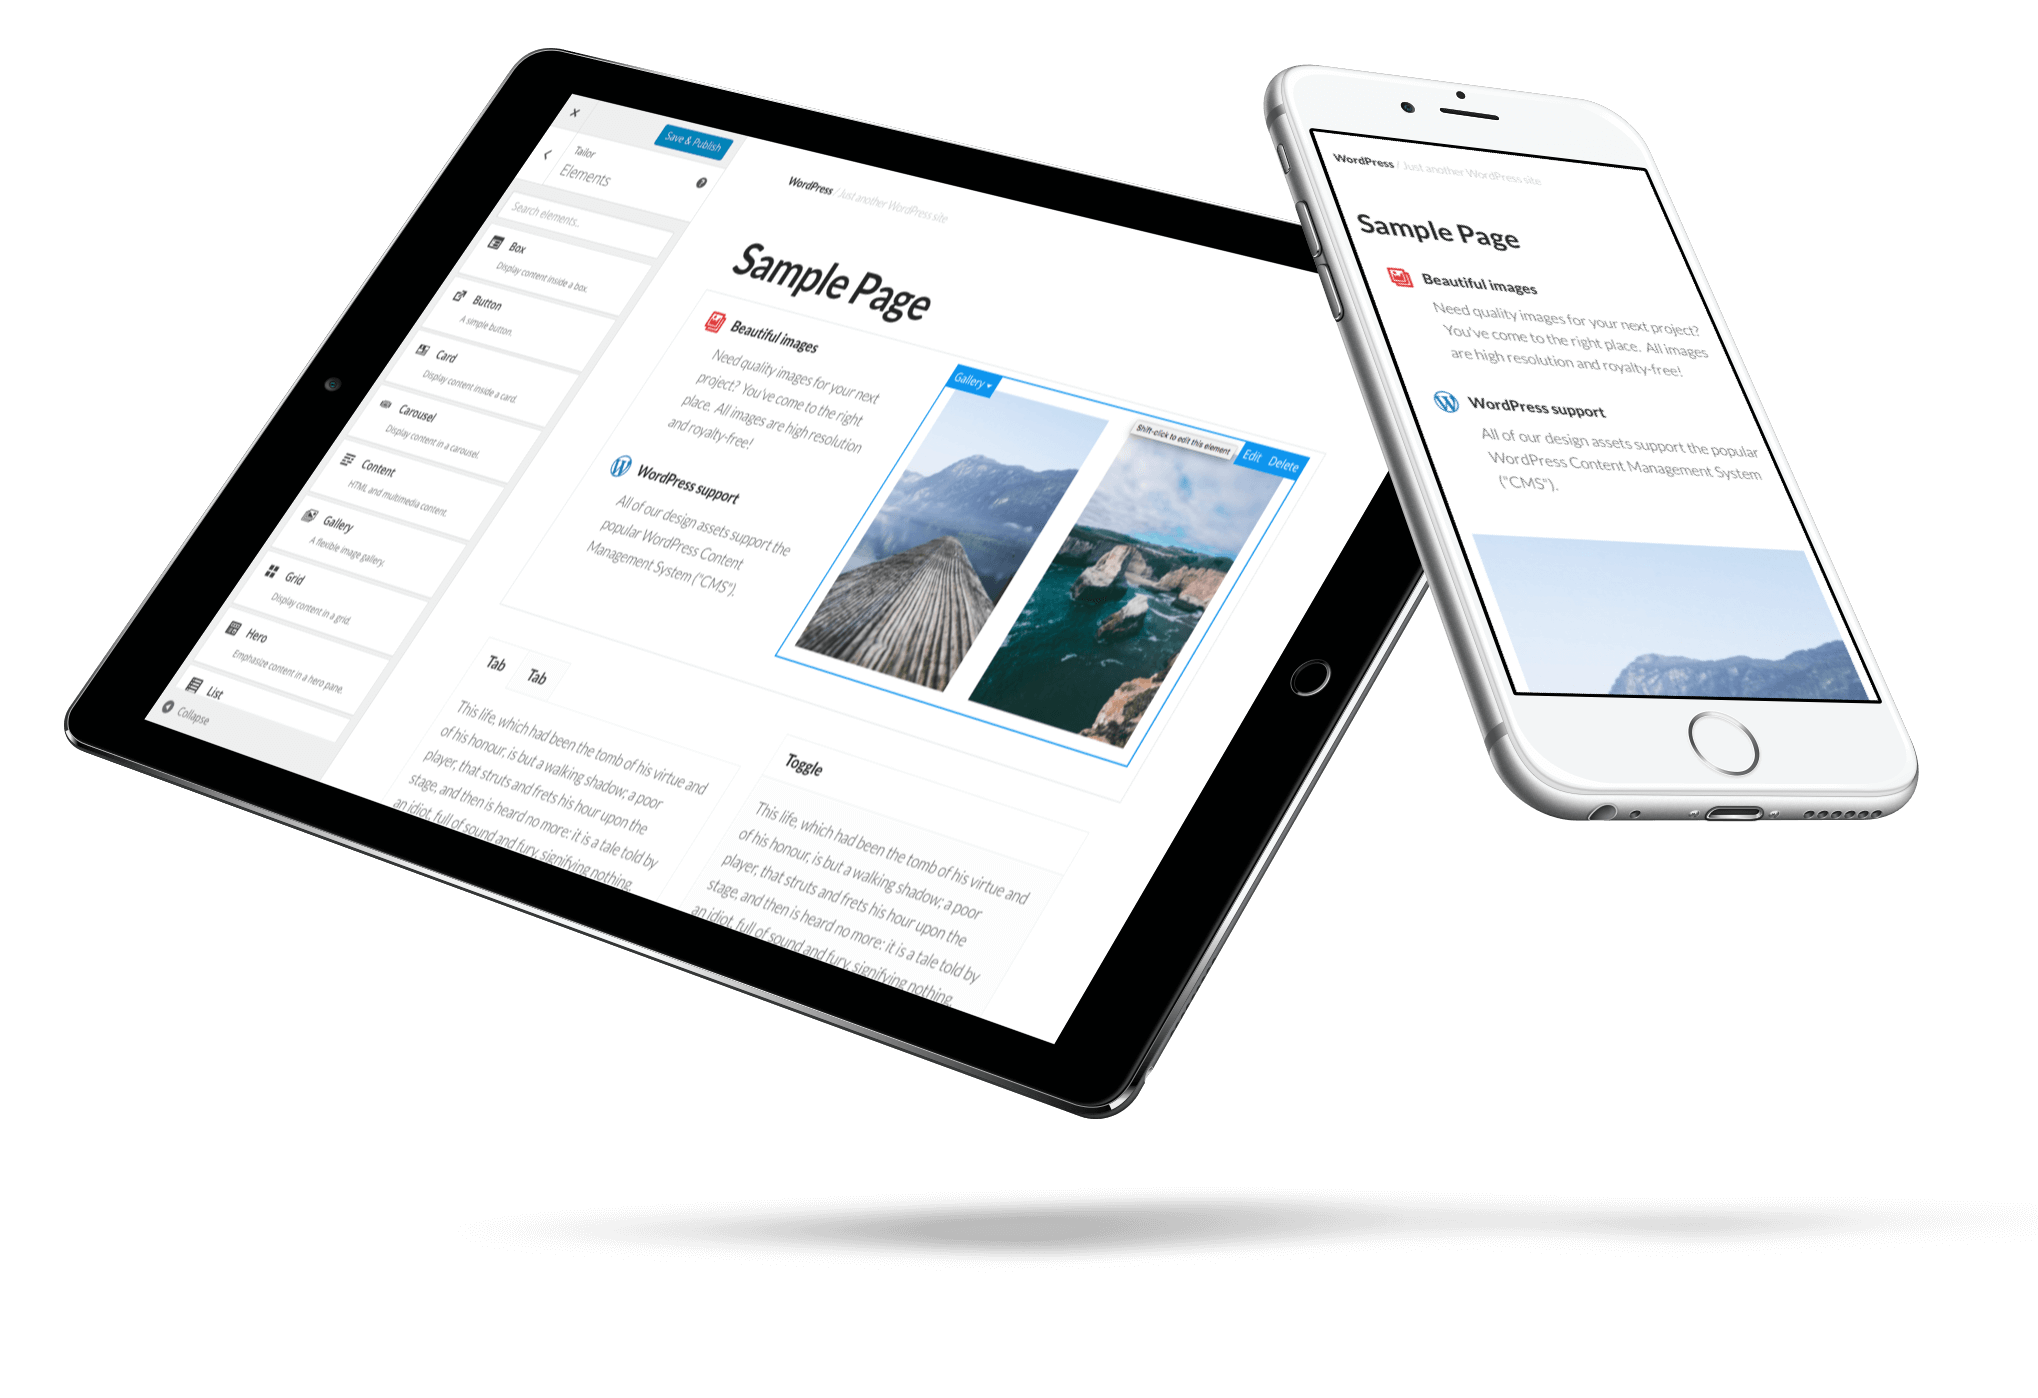 Save & Publish
Tailor
Elements
Search elements..
Box
Display content inside a box.
Button
A simple button.
Card
Display content inside a card.
Carousel
Display content in a carousel.
Content
HTML and multimedia content.
Gallery
A flexible image gallery.
Grid
Display content in a grid.
Hero
Emphasize content in a hero pane.
List
Collapse
WordPress / Just another WordPress site
Sample Page
Beautiful images
Need quality images for your next
project? You've come to the right
place. All images are high resolution
and royalty-free!
WordPress support
All of our design assets support the
popular WordPress Content
Management System ("CMS").
Gallery
Shift-click to edit this element
Edit Delete
Tab Tab
This life, which had been the tomb of his virtue and
of his honour, is but a walking shadow; a poor
player, that struts and frets his hour upon the
stage, and then is heard no more: it is a tale told by
an idiot, full of sound and fury, signifying nothing.
Toggle
This life, which had been the tomb of his virtue and
of his honour, is but a walking shadow; a poor
player, that struts and frets his hour upon the
stage, and then is heard no more: it is a tale told by
an idiot, full of sound and fury, signifying nothing.
WordPress / Just another WordPress site
Sample Page
Beautiful images
Need quality images for your next project?
You've come to the right place. All images
are high resolution and royalty-free!
WordPress support
All of our design assets support the popular
WordPress Content Management System
("CMS").